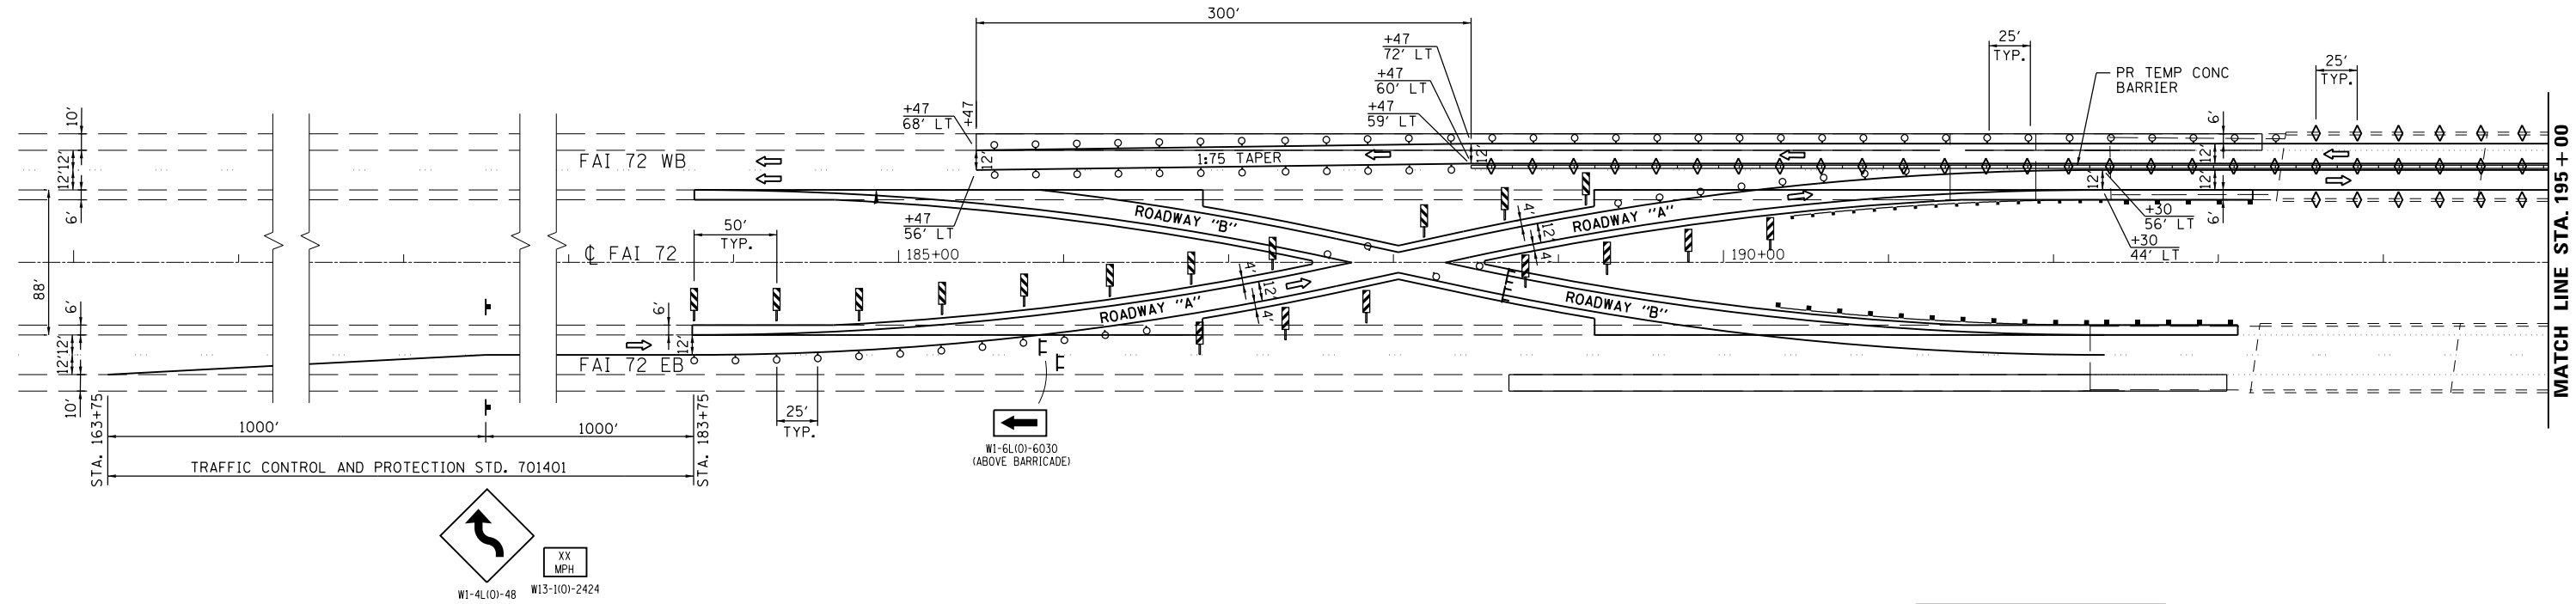 300'
+47
72' LT
+47
60' LT
+47
59' LT
25'
TYP.
PR TEMP CONC
BARRIER
25'
TYP.
10'
12'
12'
6'
FAI 72 WB
+47
68' LT
+47
12'
1:75 TAPER
12'
6'
12'
12'
6'
MATCH LINE STA. 195+00
+47
56' LT
ROADWAY "B"
ROADWAY "A"
4'
12'
4'
+30
56' LT
+30
44' LT
50'
TYP.
℄ FAI 72
185+00
190+00
88'
6'
6'
12'
ROADWAY "A"
4'
12'
4'
ROADWAY "B"
12'
12'
10'
FAI 72 EB
25'
TYP.
STA. 163+75
1000'
1000'
STA. 183+75
TRAFFIC CONTROL AND PROTECTION STD. 701401
W1-6L(O)-6030
(ABOVE BARRICADE)
XX
MPH
W1-4L(O)-48
W13-1(O)-2424